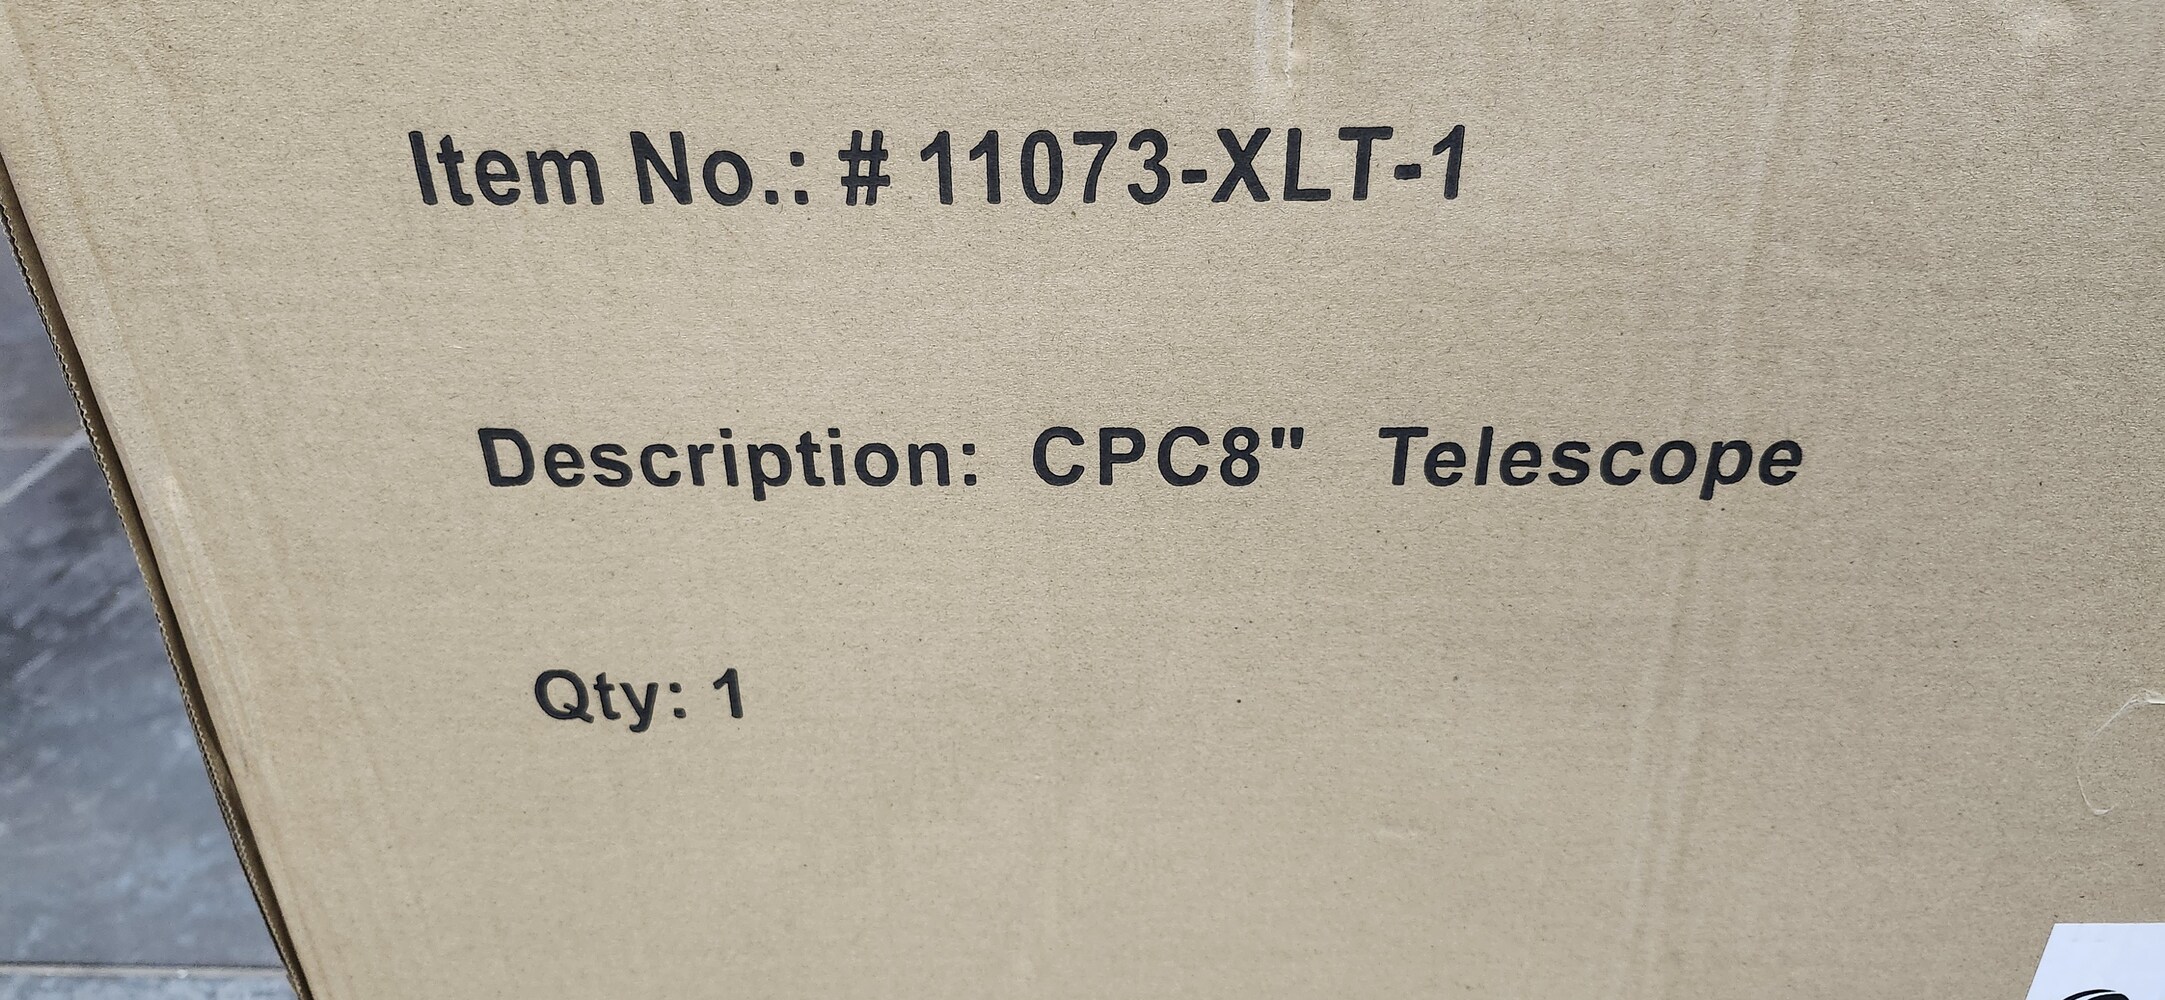 Item No.: # 11073-XLT-1
Description: CPC8" Telescope
Qty: 1